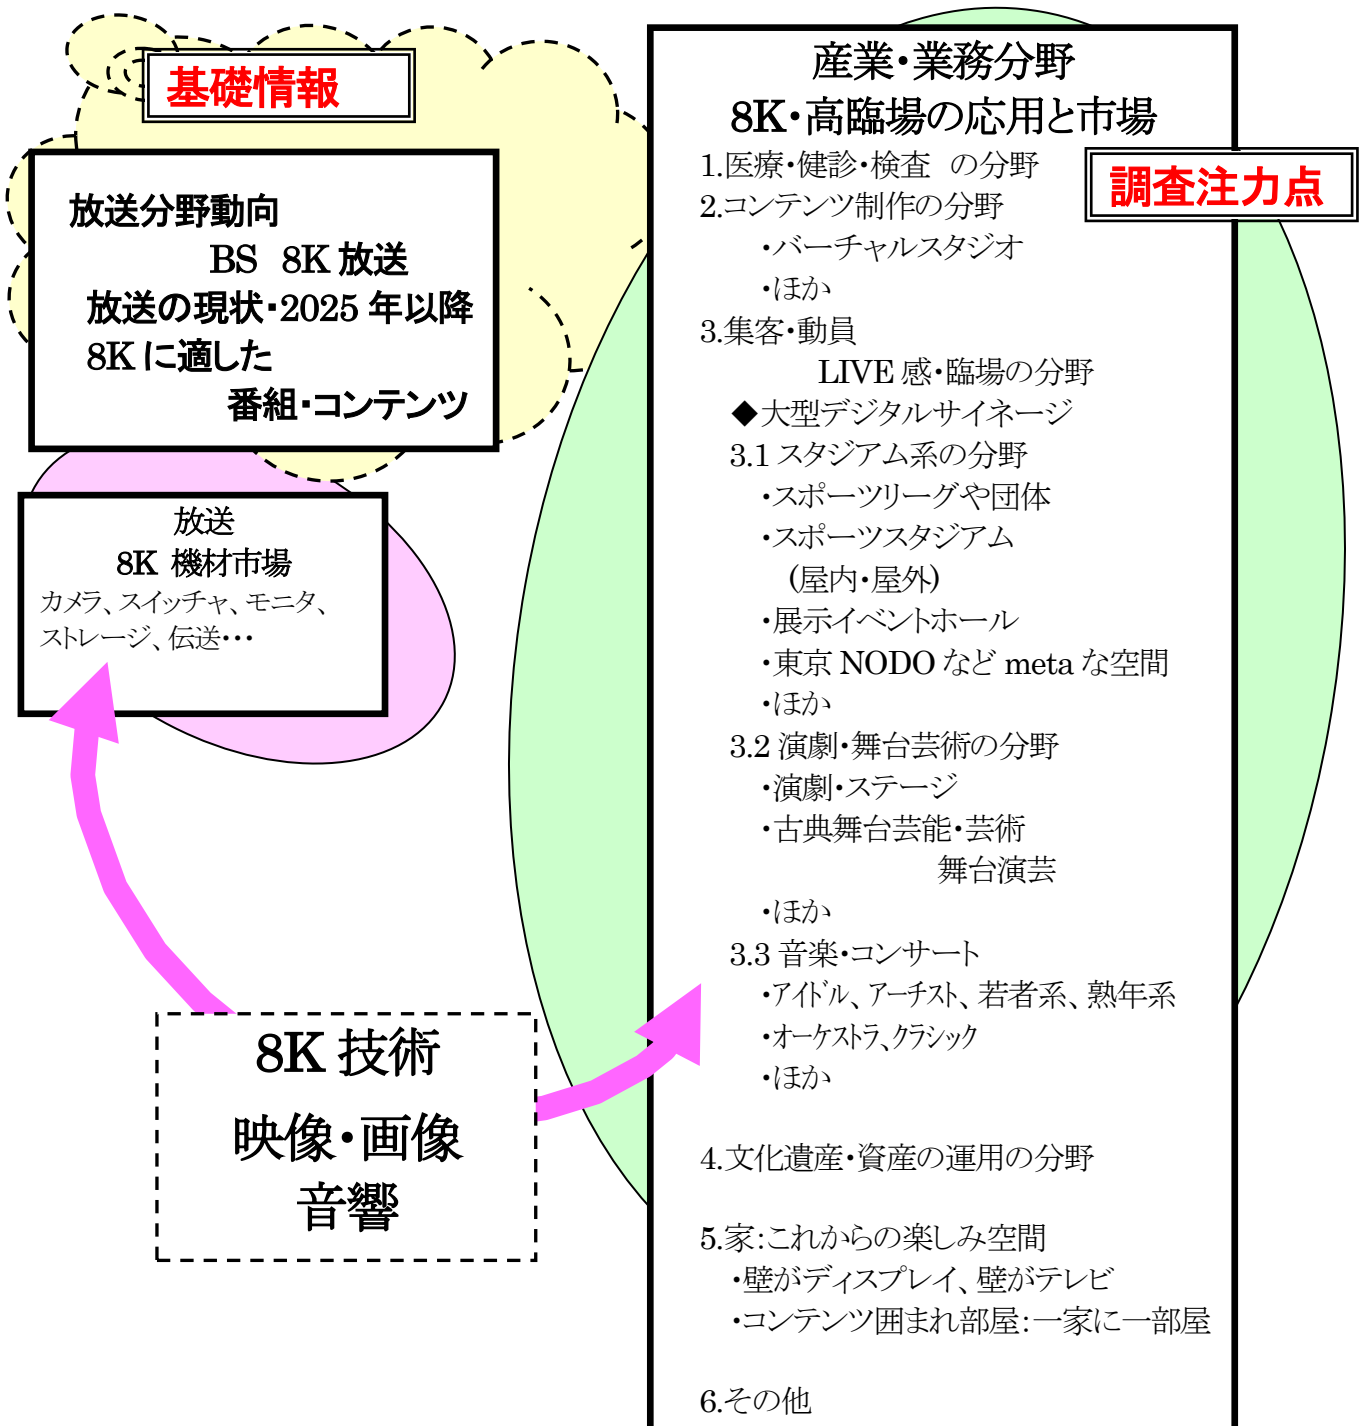 基礎情報
放送分野動向
BS 8K 放送
放送の現状・2025 年以降
8K に適した
番組・コンテンツ
放送
8K 機材市場
カメラ、スイッチャ、モニタ、
ストレージ、伝送・・・
8K 技術
映像・画像
音響
産業・業務分野
8K・高臨場の応用と市場
調査注力点
1.医療・健診・検査 の分野
2.コンテンツ制作の分野
・バーチャルスタジオ
・ほか
3.集客・動員
LIVE 感・臨場の分野
◆大型デジタルサイネージ
3.1 スタジアム系の分野
・スポーツリーグや団体
・スポーツスタジアム
(屋内・屋外)
・展示イベントホール
・東京 NODO など meta な空間
・ほか
3.2 演劇・舞台芸術の分野
・演劇・ステージ
・古典舞台芸能・芸術
舞台演芸
・ほか
3.3 音楽・コンサート
・アイドル、アーチスト、若者系、熟年系
・オーケストラ、クラシック
・ほか
4.文化遺産・資産の運用の分野
5.家:これからの楽しみ空間
・壁がディスプレイ、壁がテレビ
・コンテンツ囲まれ部屋:一家に一部屋
6.その他